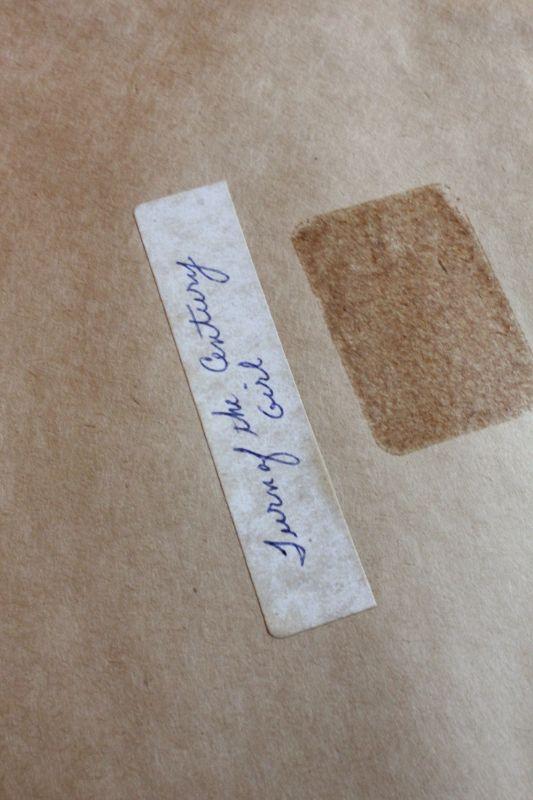 Turn of the Century
Girl